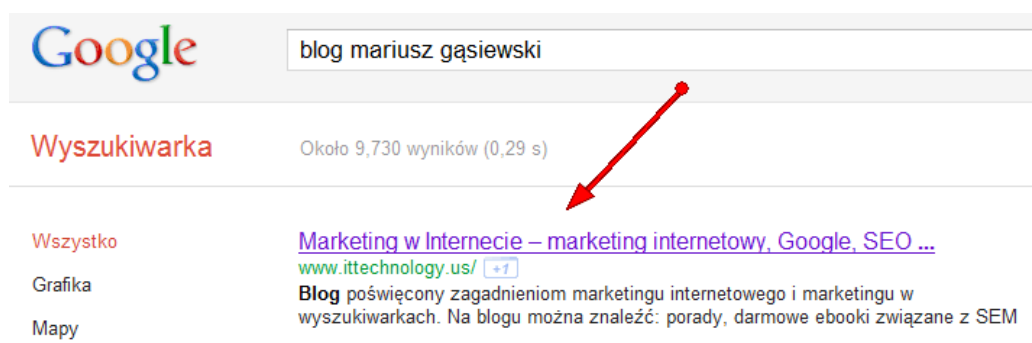 Google
blog mariusz gąsiewski
Wyszukiwarka
Około 9,730 wyników (0,29 s)
Wszystko
Grafika
Mapy
Marketing w Internecie – marketing internetowy, Google, SEO ...
www.ittechnology.us/ +1
Blog poświęcony zagadnieniom marketingu internetowego i marketingu w
wyszukiwarkach. Na blogu można znaleźć: porady, darmowe ebooki związane z SEM